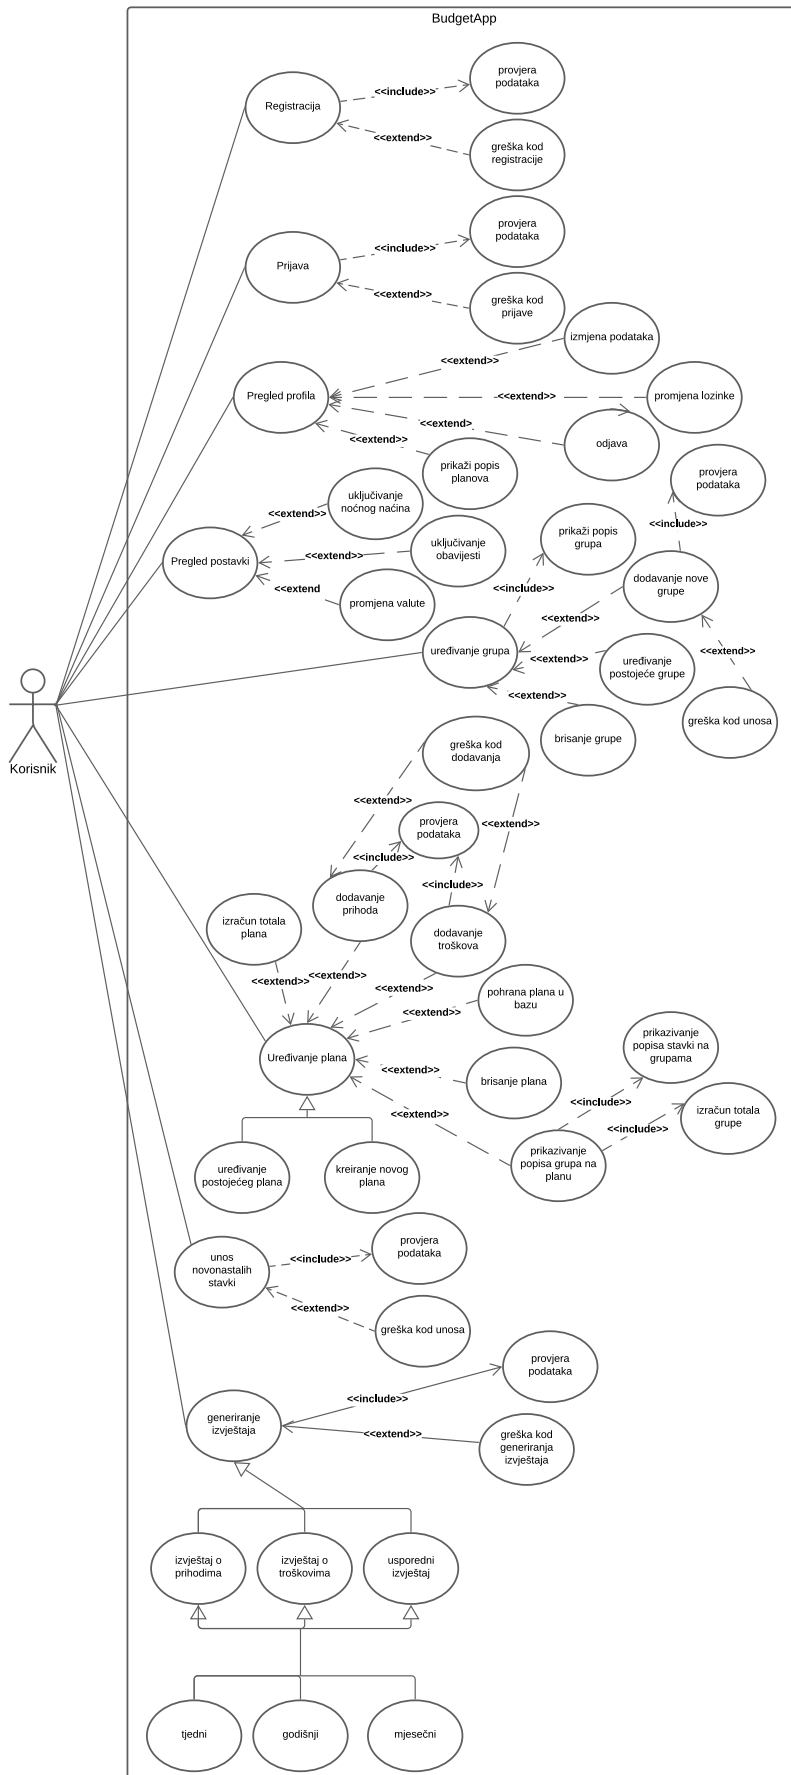 BudgetApp
provjera
podataka
<<include>>
Registracija
<<extend>>
greška kod
registracije
provjera
podataka
<<include>>
Prijava
<<extend>>
greška kod
prijave
izmjena podataka
<<extend>>
Pregled profila
<<extend>>
promjena lozinke
<<extend>>
odjava
<<extend>>
prikaži popis
planova
provjera
podataka
uključivanje
noćnog naćina
<<extend>>
<<include>>
prikaži popis
grupa
uključivanje
obavijesti
<<extend>>
Pregled postavki
<<extend
promjena valute
<<include>>
dodavanje nove
grupe
<<extend>>
uređivanje grupa
<<extend>>
<<extend>>
uređivanje
postojeće grupe
<<extend>>
greška kod unosa
brisanje grupe
Korisnik
greška kod
dodavanja
<<extend>>
<<extend>>
provjera
podataka
<<include>>
<<include>>
dodavanje
prihoda
izračun totala
plana
dodavanje
troškova
<<extend>>
<<extend>>
<<extend>>
pohrana plana u
bazu
<<extend>>
Uređivanje plana
<<extend>>
brisanje plana
prikazivanje
popisa stavki na
grupama
<<include>>
<<extend>>
izračun totala
grupe
<<include>>
prikazivanje
popisa grupa na
planu
uređivanje
postojećeg plana
kreiranje novog
plana
provjera
podataka
unos
novonastalih
stavki
<<include>>
<<extend>>
greška kod unosa
provjera
podataka
<<include>>
generiranje
izvještaja
<<extend>>
greška kod
generiranja
izvještaja
izvještaj o
prihodima
izvještaj o
troškovima
usporedni
izvještaj
tjedni
godišnji
mjesečni